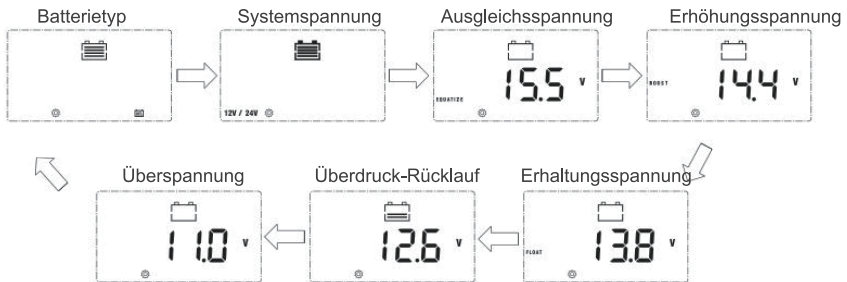 Batterietyp
Systemspannung
Ausgleichsspannung
Erhöhungsspannung
12V / 24V
EQUATIZE
15.5 V
BOOST
14.4 V
Überspannung
Überdruck-Rücklauf
Erhaltungsspannung
11.0 V
12.6 V
FLOAT
13.8 V